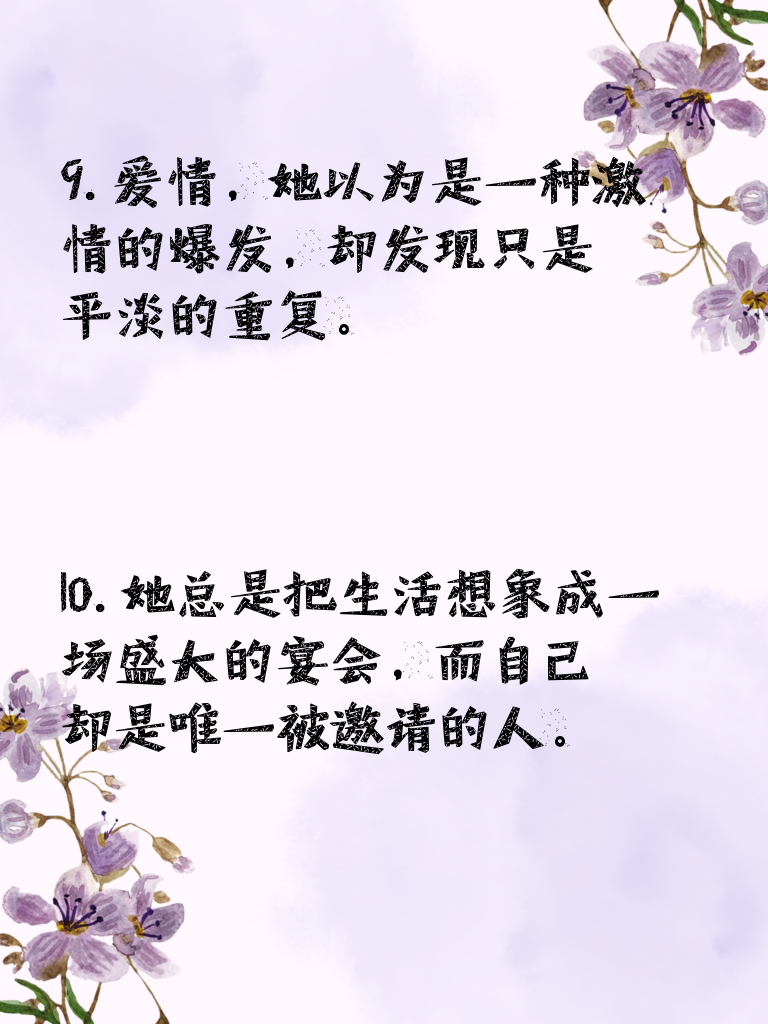 9. 爱情，她以为是一种激
情的爆发，却发现只是
平淡的重复。
10. 她总是把生活想象成一
场盛大的宴会，而自己
却是唯一被邀请的人。